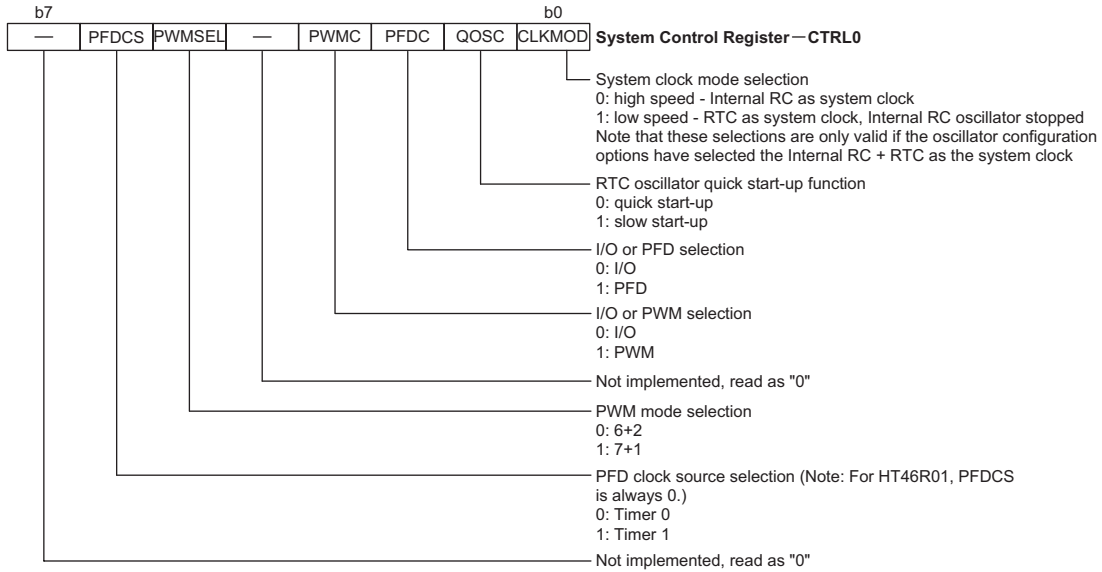 b7 b0
— PFDCS PWMSEL — PWMC PFDC QOSC CLKMOD System Control Register—CTRL0
System clock mode selection
0: high speed - Internal RC as system clock
1: low speed - RTC as system clock, Internal RC oscillator stopped
Note that these selections are only valid if the oscillator configuration
options have selected the Internal RC + RTC as the system clock
RTC oscillator quick start-up function
0: quick start-up
1: slow start-up
I/O or PFD selection
0: I/O
1: PFD
I/O or PWM selection
0: I/O
1: PWM
Not implemented, read as "0"
PWM mode selection
0: 6+2
1: 7+1
PFD clock source selection (Note: For HT46R01, PFDCS
is always 0.)
0: Timer 0
1: Timer 1
Not implemented, read as "0"